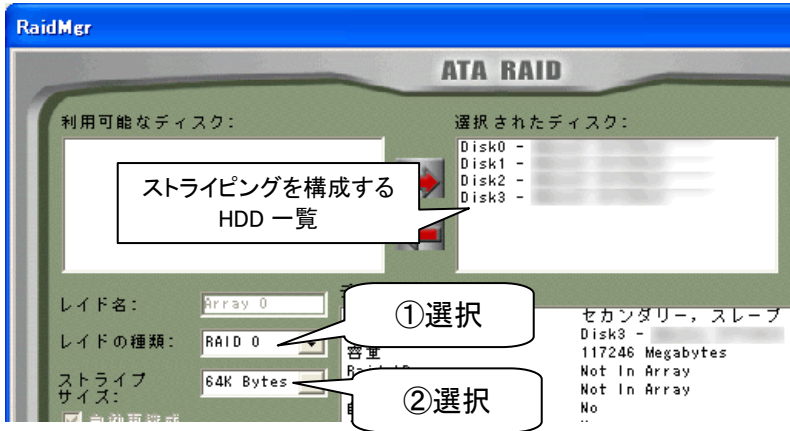 RaidMgr
ATA RAID
利用可能なディスク:
選択されたディスク:
Disk0 -
Disk1 -
Disk2 -
Disk3 -
ストライピングを構成する
HDD 一覧
レイド名:
Array 0
レイドの種類:
RAID 0
ストライプ
サイズ:
64K Bytes
①選択
②選択
セカンダリー, スレーブ
Disk3 -
容量
117246 Megabytes
Not In Array
Not In Array
No